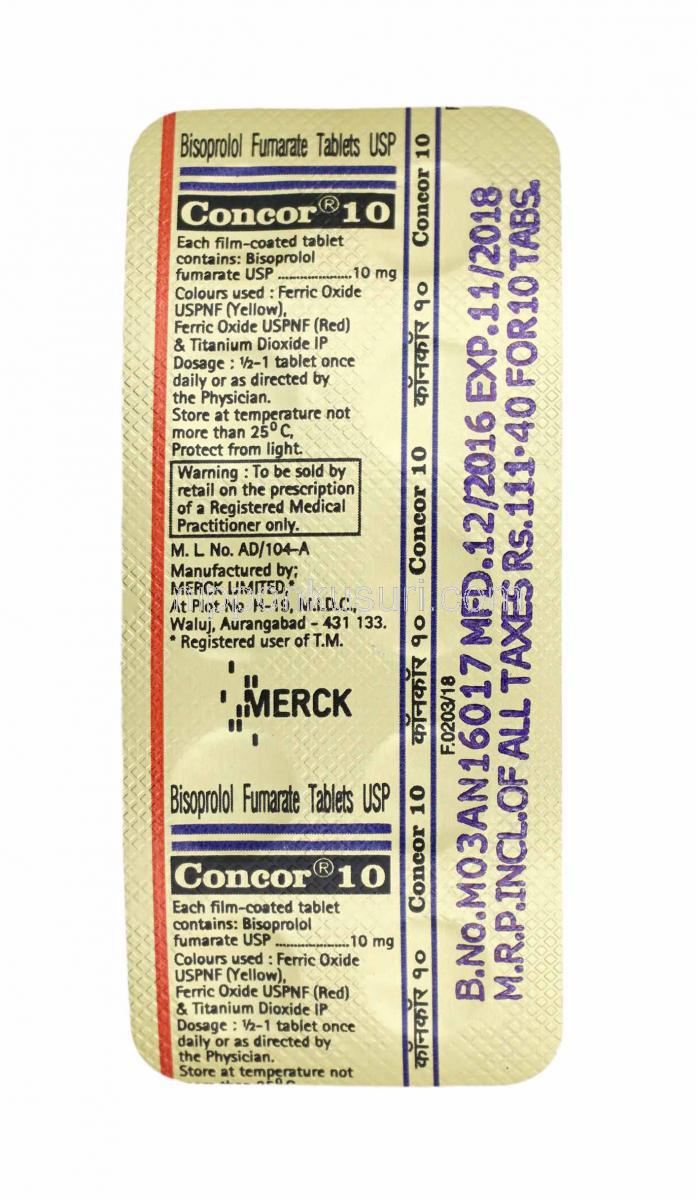 Bisoprolol Fumarate Tablets USP
Concor® 10
Each film-coated tablet
contains: Bisoprolol
fumarate USP ......................10 mg
Colours used : Ferric Oxide
USPNF (Yellow),
Ferric Oxide USPNF (Red)
& Titanium Dioxide IP
Dosage : ½-1 tablet once
daily or as directed by
the Physician.
Store at temperature not
more than 25⁰ C,
Protect from light.
Warning : To be sold by
retail on the prescription
of a Registered Medical
Practitioner only.
M. L. No. AD/104-A
Manufactured by;
MERCK LIMITED,*
At Plot No. H-19, M.I.D.C.
Waluj, Aurangabad - 431 133.
* Registered user of T.M.
MERCK
Bisoprolol Fumarate Tablets USP
Concor® 10
Each film-coated tablet
contains: Bisoprolol
fumarate USP ......................10 mg
Colours used : Ferric Oxide
USPNF (Yellow),
Ferric Oxide USPNF (Red)
& Titanium Dioxide IP
Dosage : ½-1 tablet once
daily or as directed by
the Physician.
Store at temperature not
कॉनकॉर १० Concor 10 कॉनकॉर १० Concor 10 कॉनकॉर १० Concor 10
F.0203/18
B.No.M03AN16017 MFD.12/2016 EXP.11/2018
M.R.P.INCL.OF ALL TAXES Rs.111·40 FOR10TABS.